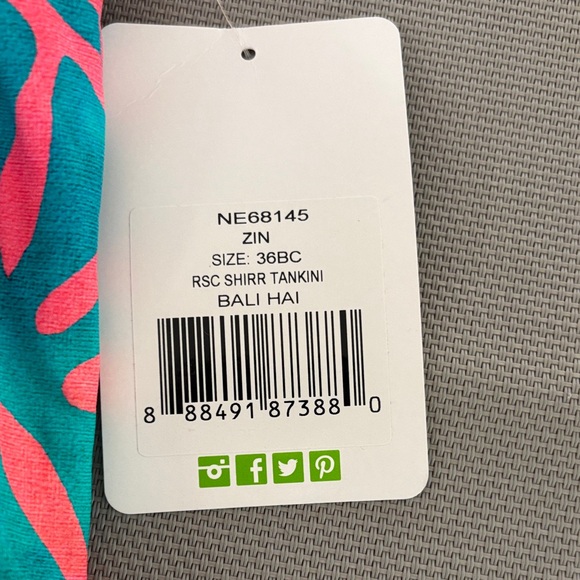 NE68145
ZIN
SIZE: 36BC
RSC SHIRR TANKINI
BALI HAI
8 88491 87388 0